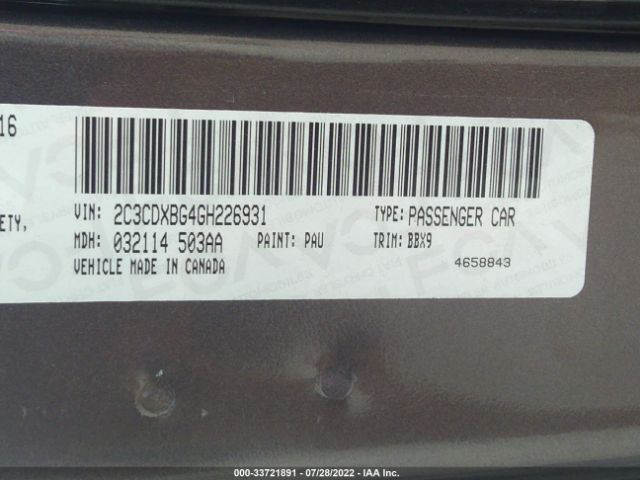 16
VIN: 2C3CDXBG4GH226931
TYPE: PASSENGER CAR
ETY,
MDH: 032114 503AA
PAINT: PAU
TRIM: BBX9
VEHICLE MADE IN CANADA
4658843
000-33721891 - 07/28/2022 - IAA Inc.